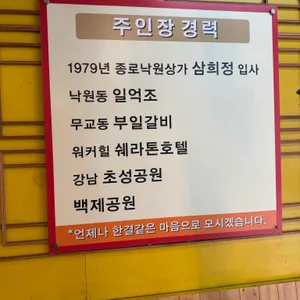 주인장 경력
1979년 종로낙원상가 삼희정 입사
낙원동 일억조
무교동 부일갈비
워커힐 쉐라톤호텔
강남 초성공원
백제공원
*언제나 한결같은 마음으로 모시겠습니다.